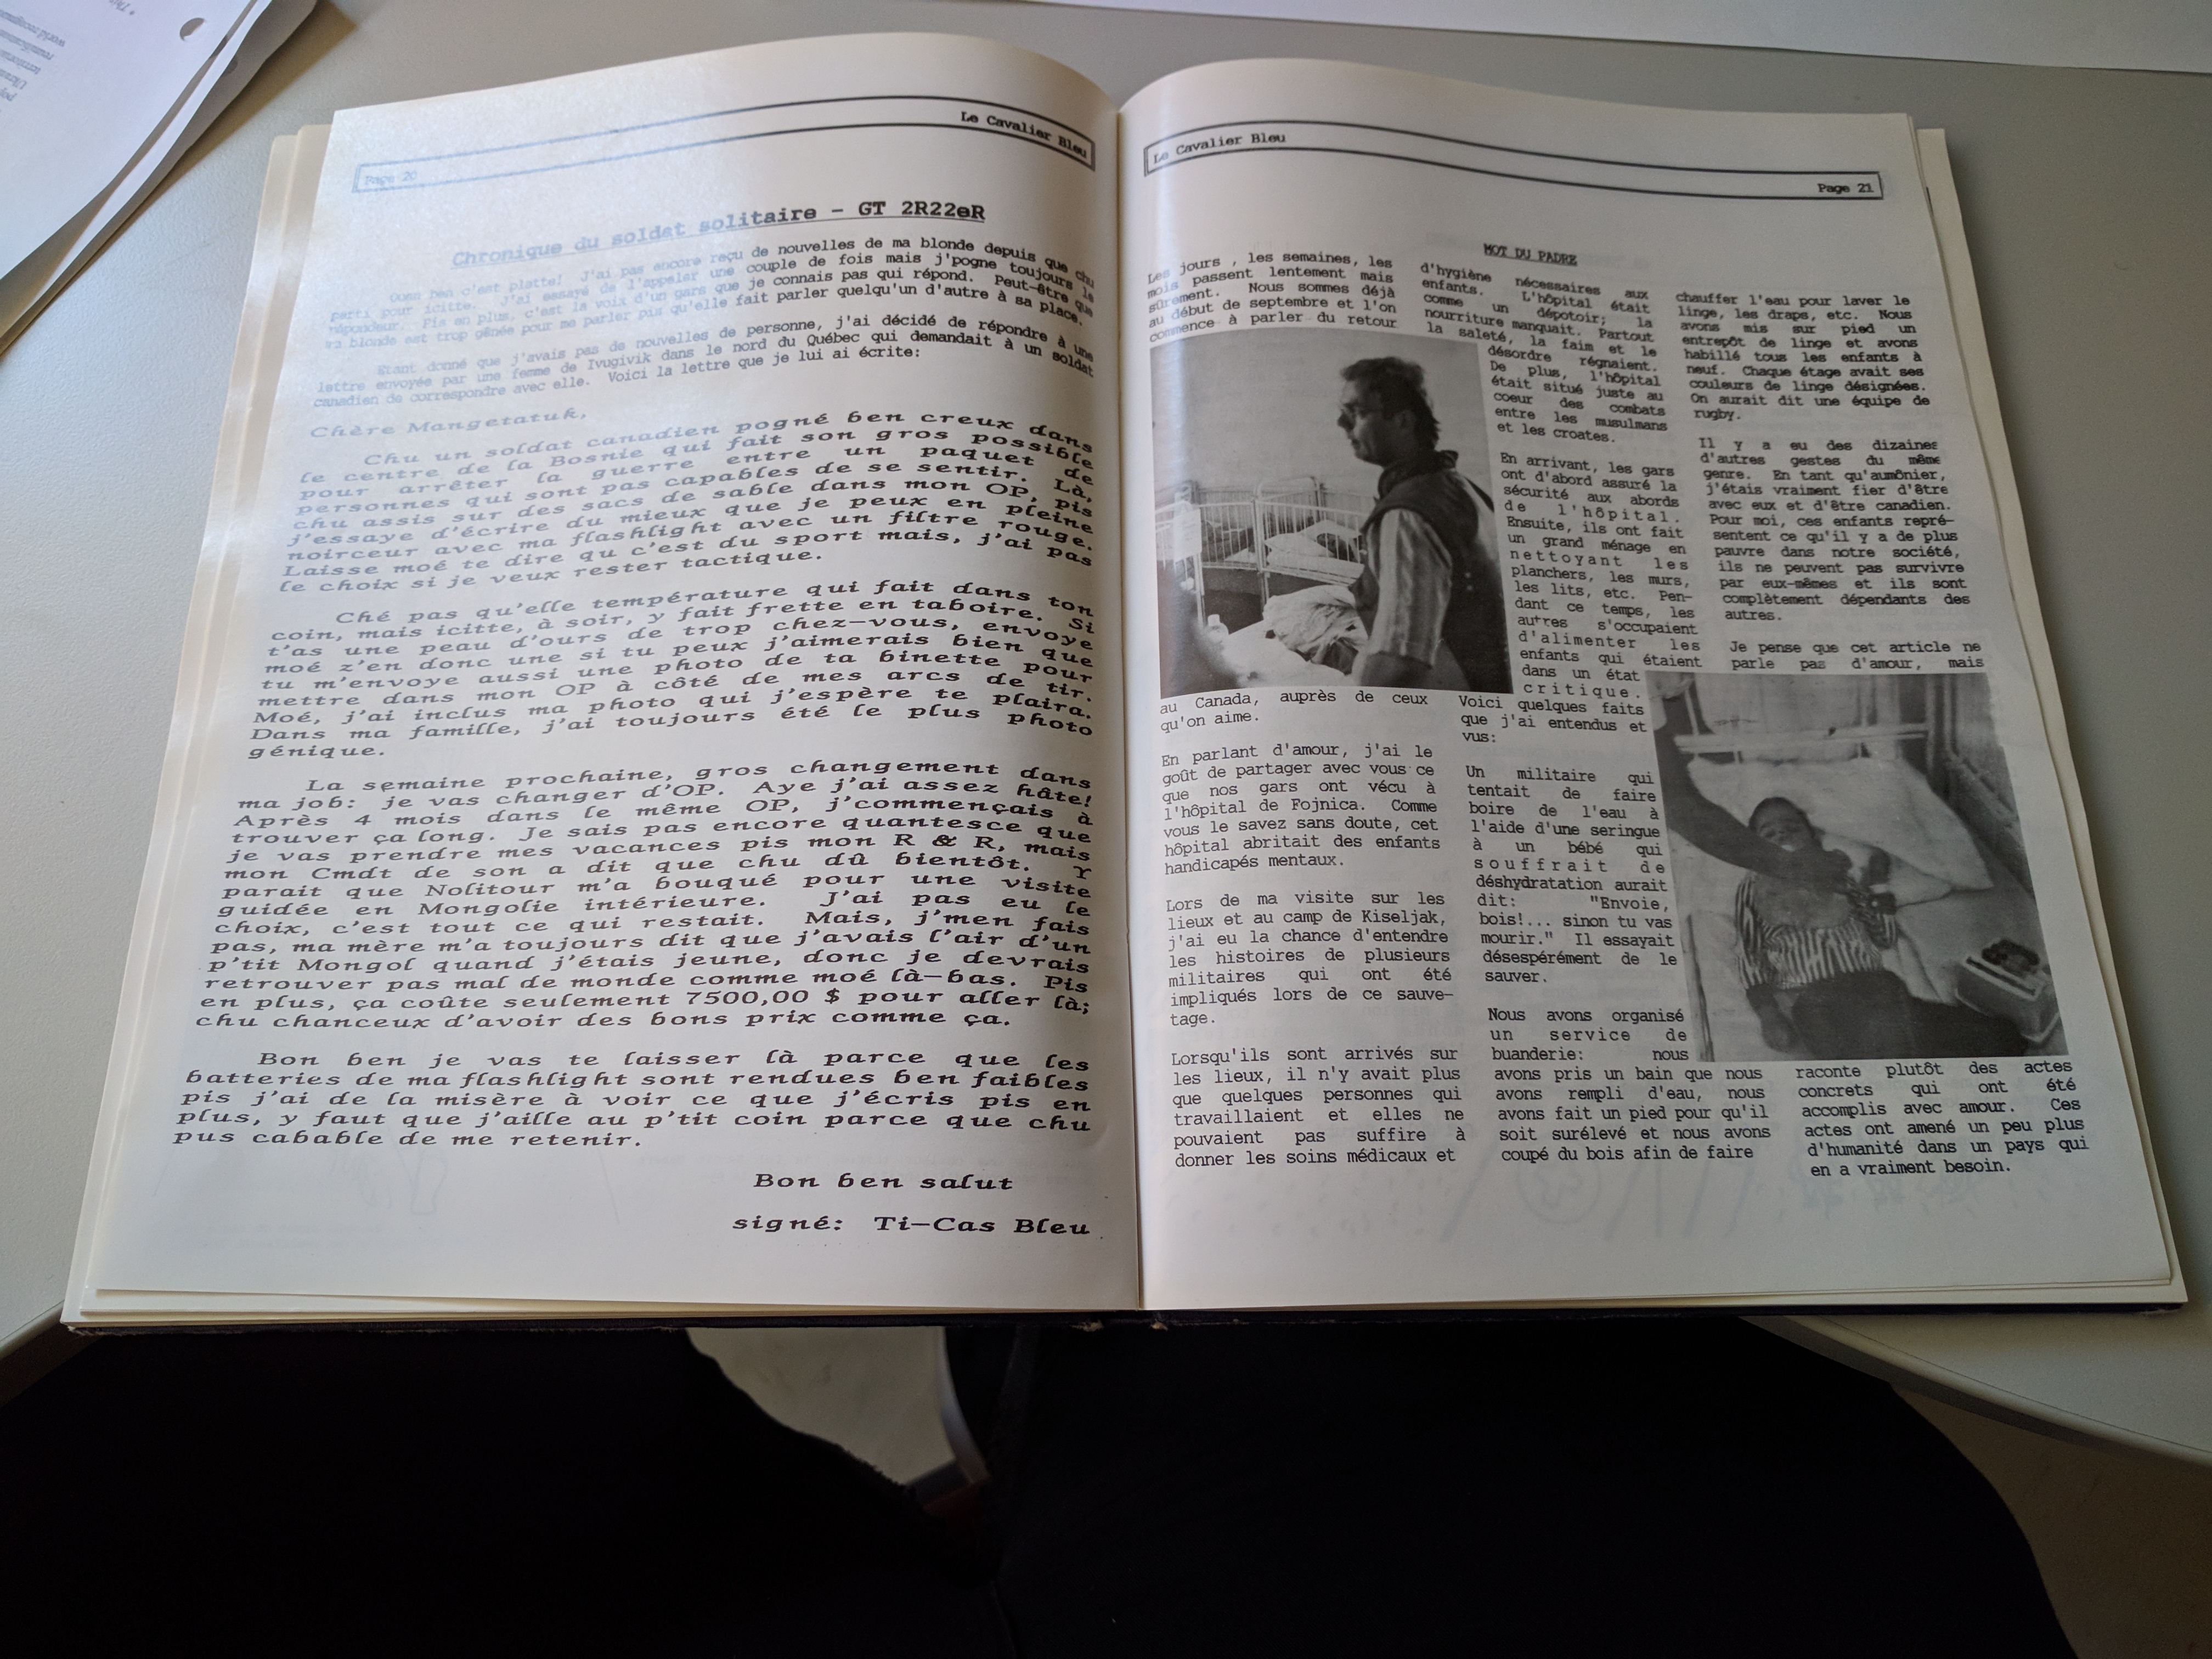 Le Cavalier Bleu
Page 20
Chronique du soldat solitaire - GT 2R22eR
ben c'est platte! J'ai pas encore reçu de nouvelles de ma blonde depuis que chu
parti pour icitte. J'ai essayé de l'appeler une couple de fois mais j'pogne toujours le
répondeur. Pis en plus, c'est la voix d'un gars que je connais pas qui répond. Peut-être que
ma blonde est trop gênée pour me parler pis qu'elle fait parler quelqu'un d'autre à sa place.
Etant donné que j'avais pas de nouvelles de personne, j'ai décidé de répondre à une
lettre envoyée par une femme de Ivugivik dans le nord du Québec qui demandait à un soldat
canadien de correspondre avec elle. Voici la lettre que je lui ai écrite:
Chère Mangetatuk,
Chu un soldat canadien pogné ben creux dans
le centre de la Bosnie qui fait son gros possible
pour arrêter la guerre entre un paquet de
personnes qui sont pas capables de se sentir. Là,
chu assis sur des sacs de sable dans mon OP, pis
j'essaye d'écrire du mieux que je peux en pleine
noirceur avec ma flashlight avec un filtre rouge.
Laisse moé te dire qu c'est du sport mais, j'ai pas
le choix si je veux rester tactique.
Ché pas qu'elle température qui fait dans ton
coin, mais icitte, à soir, y fait frette en taboire. Si
t'as une peau d'ours de trop chez-vous, envoye
moé z'en donc une si tu peux j'aimerais bien que
tu m'envoye aussi une photo de ta binette pour
mettre dans mon OP à côté de mes arcs de tir.
Moé, j'ai inclus ma photo qui j'espère te plaira.
Dans ma famille, j'ai toujours été le plus photo
génique.
La semaine prochaine, gros changement dans
ma job: je vas changer d'OP. Aye j'ai assez hâte!
Après 4 mois dans le même OP, j'commençais à
trouver ça long. Je sais pas encore quantesce que
je vas prendre mes vacances pis mon R & R, mais
mon Cmdt de son a dit que chu dû bientôt. Y
parait que Nolitour m'a bouqué pour une visite
guidée en Mongolie intérieure. J'ai pas eu le
choix, c'est tout ce qui restait. Mais, j'men fais
pas, ma mère m'a toujours dit que j'avais l'air d'un
p'tit Mongol quand j'étais jeune, donc je devrais
retrouver pas mal de monde comme moé là-bas. Pis
en plus, ça coûte seulement 7500,00 $ pour aller là;
chu chanceux d'avoir des bons prix comme ça.
Bon ben je vas te laisser là parce que les
batteries de ma flashlight sont rendues ben faibles
pis j'ai de la misère à voir ce que j'écris pis en
plus, y faut que j'aille au p'tit coin parce que chu
pus cabable de me retenir.
Bon ben salut
signé: Ti-Cas Bleu
Le Cavalier Bleu
Page 21
MOT DU PADRE
Les jours , les semaines, les
mois passent lentement mais
sûrement. Nous sommes déjà
au début de septembre et l'on
commence à parler du retour
au Canada, auprès de ceux
qu'on aime.
En parlant d'amour, j'ai le
goût de partager avec vous ce
que nos gars ont vécu à
l'hôpital de Fojnica. Comme
vous le savez sans doute, cet
hôpital abritait des enfants
handicapés mentaux.
Lors de ma visite sur les
lieux et au camp de Kiseljak,
j'ai eu la chance d'entendre
les histoires de plusieurs
militaires qui ont été
impliqués lors de ce sauve-
tage.
Lorsqu'ils sont arrivés sur
les lieux, il n'y avait plus
que quelques personnes qui
travaillaient et elles ne
pouvaient pas suffire à
donner les soins médicaux et
d'hygiène nécessaires aux
enfants. L'hôpital était
comme un dépotoir; la
nourriture manquait. Partout
la saleté, la faim et le
désordre régnaient.
De plus, l'hôpital
était situé juste au
coeur des combats
entre les musulmans
et les croates.
En arrivant, les gars
ont d'abord assuré la
sécurité aux abords
de l'hôpital.
Ensuite, ils ont fait
un grand ménage en
nettoyant les
planchers, les murs,
les lits, etc. Pen-
dant ce temps, les
autres s'occupaient
d'alimenter les
enfants qui étaient
dans un état
critique.
Voici quelques faits
que j'ai entendus et
vus:
Un militaire qui
tentait de faire
boire de l'eau à
l'aide d'une seringue
à un bébé qui
souffrait de
déshydratation aurait
dit: "Envoie,
bois!... sinon tu vas
mourir." Il essayait
désespérément de le
sauver.
Nous avons organisé
un service de
buanderie: nous
avons pris un bain que nous
avons rempli d'eau, nous
avons fait un pied pour qu'il
soit surélevé et nous avons
coupé du bois afin de faire
chauffer l'eau pour laver le
linge, les draps, etc. Nous
avons mis sur pied un
entrepôt de linge et avons
habillé tous les enfants à
neuf. Chaque étage avait ses
couleurs de linge désignées.
On aurait dit une équipe de
rugby.
Il y a eu des dizaines
d'autres gestes du même
genre. En tant qu'aumônier,
j'étais vraiment fier d'être
avec eux et d'être canadien.
Pour moi, ces enfants repré-
sentent ce qu'il y a de plus
pauvre dans notre société,
ils ne peuvent pas survivre
par eux-mêmes et ils sont
complètement dépendants des
autres.
Je pense que cet article ne
parle pas d'amour, mais
raconte plutôt des actes
concrets qui ont été
accomplis avec amour. Ces
actes ont amené un peu plus
d'humanité dans un pays qui
en a vraiment besoin.